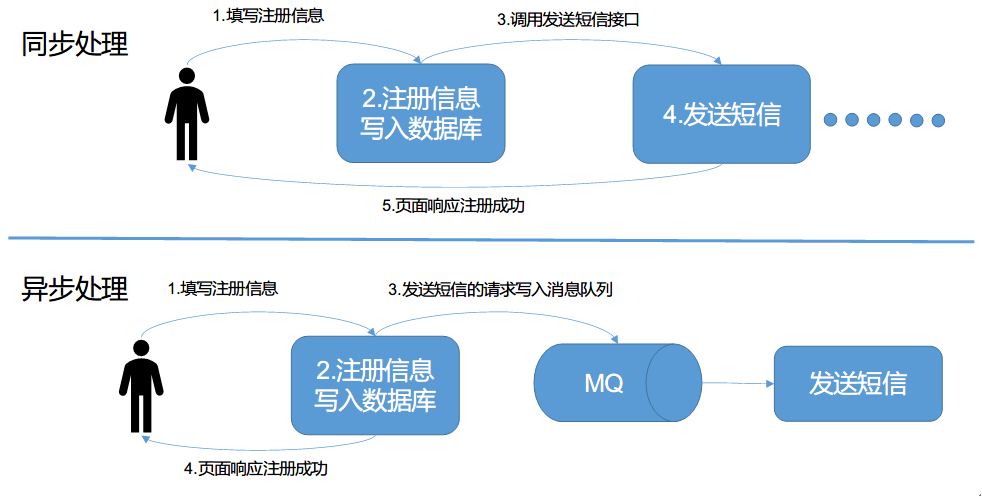 同步处理
1.填写注册信息
3.调用发送短信接口
2.注册信息
写入数据库
4.发送短信
5.页面响应注册成功
异步处理
1.填写注册信息
3.发送短信的请求写入消息队列
2.注册信息
写入数据库
MQ
发送短信
4.页面响应注册成功